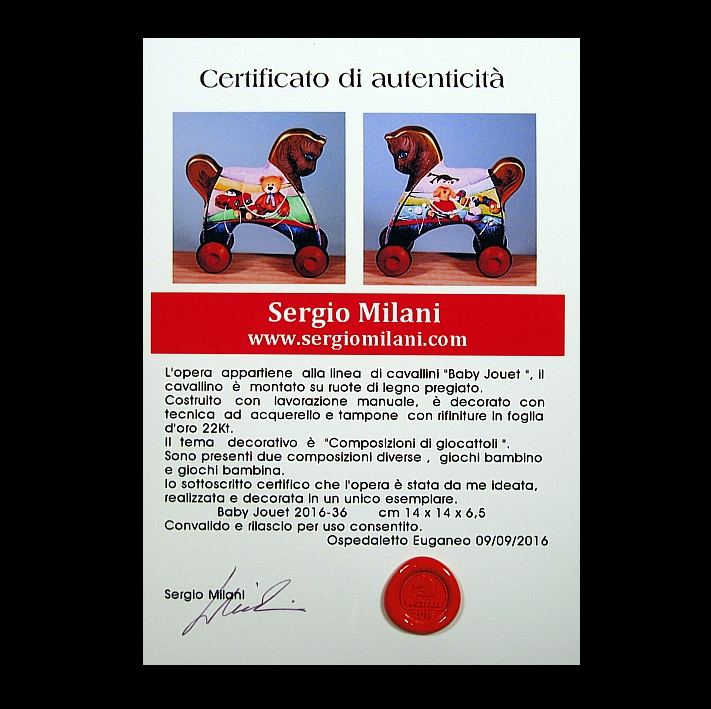 Certificato di autenticità
Sergio Milani
www.sergiomilani.com
L'opera appartiene alla linea di cavallini "Baby Jouet ", il
cavallino è montato su ruote di legno pregiato.
Costruito con lavorazione manuale, è decorato con
tecnica ad acquerello e tampone con rifiniture in foglia
d'oro 22Kt.
Il tema decorativo è "Composizioni di giocattoli ".
Sono presenti due composizioni diverse , giochi bambino
e giochi bambina.
Io sottoscritto certifico che l'opera è stata da me ideata,
realizzata e decorata in un unico esemplare.
Baby Jouet 2016-36 cm 14 x 14 x 6,5
Convalido e rilascio per uso consentito.
Ospedaletto Euganeo 09/09/2016
Sergio Milani
2016